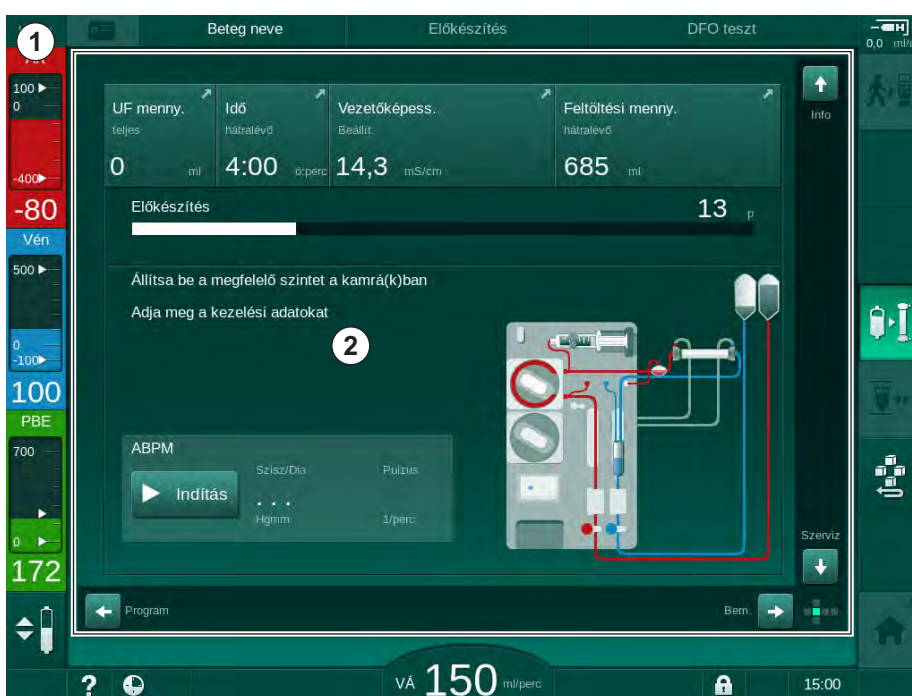 Beteg neve Előkészítés DFO teszt
1
0,0
100
0
-400
-80
Vén
500
0
-100
100
PBE
700
0
172
UF menny. Idő Vezetőképess. Feltöltési menny.
teljes hátralévő Beállít. hátralévő
0 ml 4:00 ó:perc 14,3 mS/cm 685 ml
Info
Előkészítés 13 p
Állítsa be a megfelelő szintet a kamrá(k)ban
Adja meg a kezelési adatokat
2
ABPM
Szisz/Dia Pulzus
Indítás
. . .
Hgmm 1/perc
Szerviz
Program Bem.
? VÁ 150 ml/perc 15:00